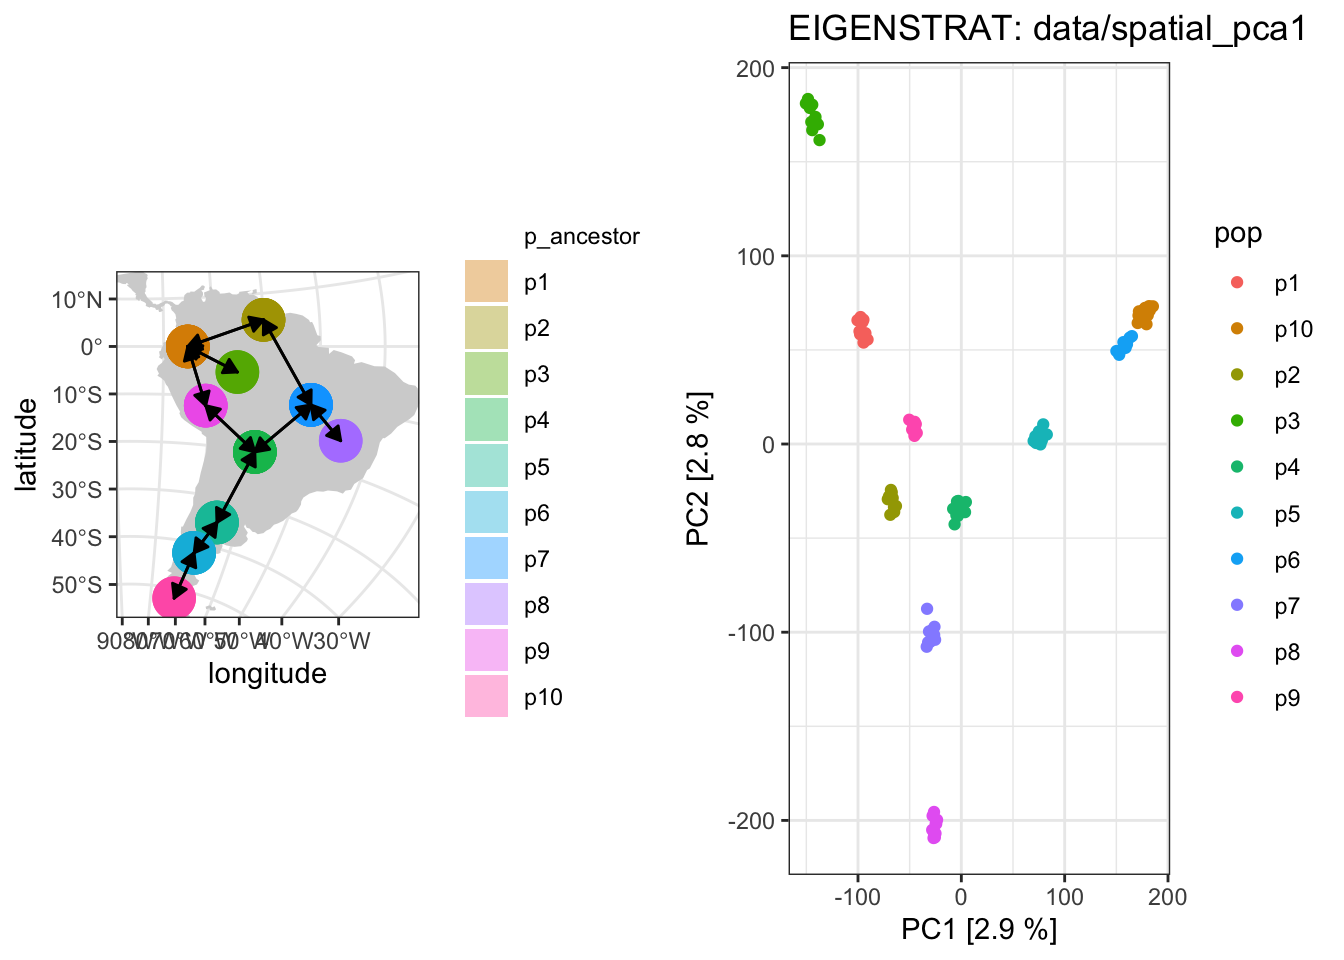 EIGENSTRAT: data/spatial_pca1
p_ancestor
p1
p2
p3
p4
p5
p6
p7
p8
p9
p10
10°N
0°
10°S
20°S
30°S
40°S
50°S
latitude
30°W
longitude
200
100
0
-100
-200
PC2 [2.8 %]
-100
0
100
200
PC1 [2.9 %]
pop
p1
p10
p2
p3
p4
p5
p6
p7
p8
p9